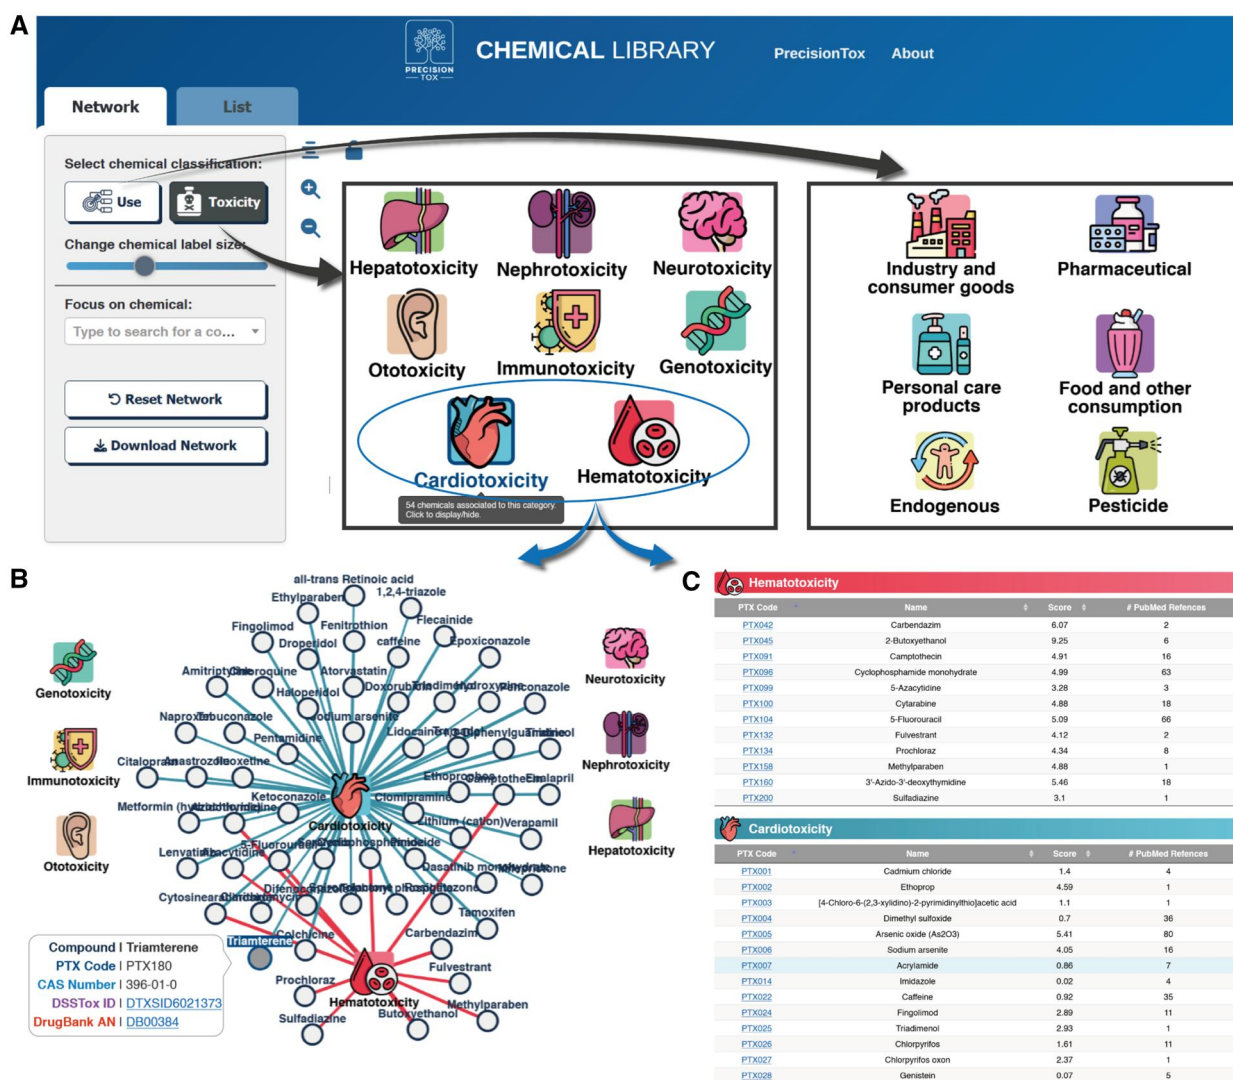 A
PRECISION
TOX
CHEMICAL LIBRARY
PrecisionTox
About
Network
List
Select chemical classification:
Use
Toxicity
Change chemical label size:
Focus on chemical:
Type to search for a co...
Reset Network
Download Network
Hepatotoxicity
Nephrotoxicity
Neurotoxicity
Ototoxicity
Immunotoxicity
Genotoxicity
Cardiotoxicity
Hematotoxicity
54 chemicals associated to this category.
Click to display/hide.
Industry and
consumer goods
Pharmaceutical
Personal care
products
Food and other
consumption
Endogenous
Pesticide
B
Genotoxicity
Immunotoxicity
Ototoxicity
Neurotoxicity
Nephrotoxicity
Hepatotoxicity
all-trans Retinoic acid
Ethylparaben
1,2,4-triazole
Fingolimod
Fenitrothion
Flecainide
Droperidol
caffeine
Epoxiconazole
Atorvastatin
Haloperidol
Sodium arsenite
Pentamidine
Lidocaine
Citalopram
Anastrozole
Ketoconazole
Ethoprophos
Camptothecin
Enalapril
Clomipramine
Cardiotoxicity
Lithium (cation)
Verapamil
Lenvatinib
Dasatinib monohydrate
Mifepristone
Tamoxifen
Triamterene
Colchicine
Carbendazim
Fulvestrant
Prochloraz
Hematotoxicity
Methylparaben
Butoxyethanol
Sulfadiazine
Compound | Triamterene
PTX Code | PTX180
CAS Number | 396-01-0
DSSTox ID | DTXSID6021373
DrugBank AN | DB00384
C
Hematotoxicity
PTX Code Name Score # PubMed Refences
PTX042 Carbendazim 6.07 2
PTX045 2-Butoxyethanol 9.25 6
PTX091 Camptothecin 4.91 16
PTX096 Cyclophosphamide monohydrate 4.99 63
PTX099 5-Azacytidine 3.28 3
PTX100 Cytarabine 4.88 18
PTX104 5-Fluorouracil 5.09 66
PTX132 Fulvestrant 4.12 2
PTX134 Prochloraz 4.34 8
PTX158 Methylparaben 4.88 1
PTX160 3'-Azido-3'-deoxythymidine 5.46 18
PTX200 Sulfadiazine 3.1 1
Cardiotoxicity
PTX Code Name Score # PubMed Refences
PTX001 Cadmium chloride 1.4 4
PTX002 Ethoprop 4.59 1
PTX003 [4-Chloro-6-(2,3-xylidino)-2-pyrimidinylthio]acetic acid 1.1 1
PTX004 Dimethyl sulfoxide 0.7 36
PTX005 Arsenic oxide (As2O3) 5.41 80
PTX006 Sodium arsenite 4.05 16
PTX007 Acrylamide 0.86 7
PTX014 Imidazole 0.02 4
PTX022 Caffeine 0.92 35
PTX024 Fingolimod 2.89 11
PTX025 Triadimenol 2.93 1
PTX026 Chlorpyrifos 1.61 11
PTX027 Chlorpyrifos oxon 2.37 1
PTX028 Genistein 0.07 5